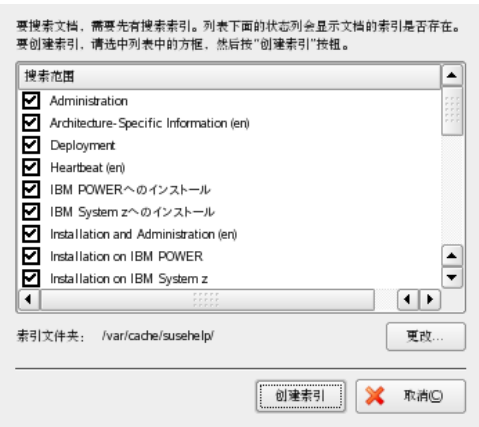 要搜索文档，需要先有搜索索引。列表下面的状态列会显示文档的索引是否存在。
要创建索引，请选中列表中的方框，然后按"创建索引"按钮。
搜索范围
Administration
Architecture-Specific Information (en)
Deployment
Heartbeat (en)
IBM POWERへのインストール
IBM System zへのインストール
Installation and Administration (en)
Installation on IBM POWER
Installation on IBM System z
索引文件夹： /var/cache/susehelp/
更改...
创建索引
取消(C)